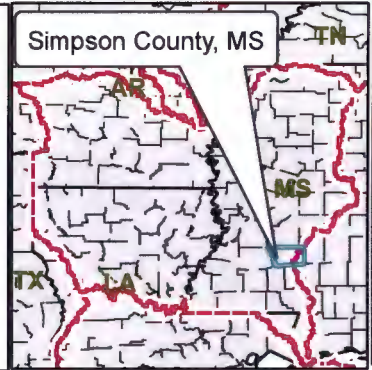 Simpson County, MS
TN
AR
MS
TX
LA